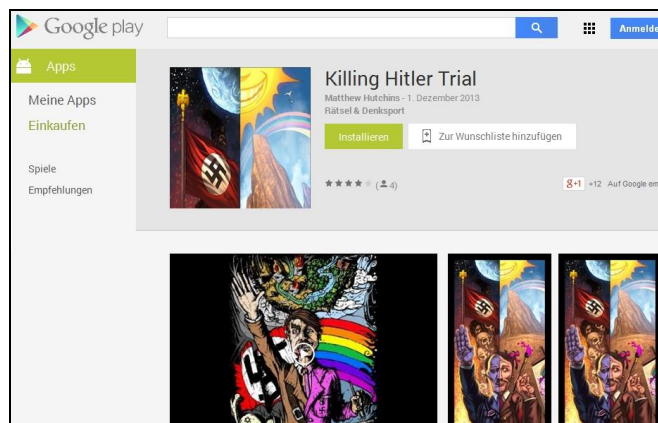 Google play
Anmelde
Apps
Meine Apps
Einkaufen
Spiele
Empfehlungen
Killing Hitler Trial
Matthew Hutchins - 1. Dezember 2013
Rätsel & Denksport
Installieren
Zur Wunschliste hinzufügen
(4)
g+1 +12 Auf Google em